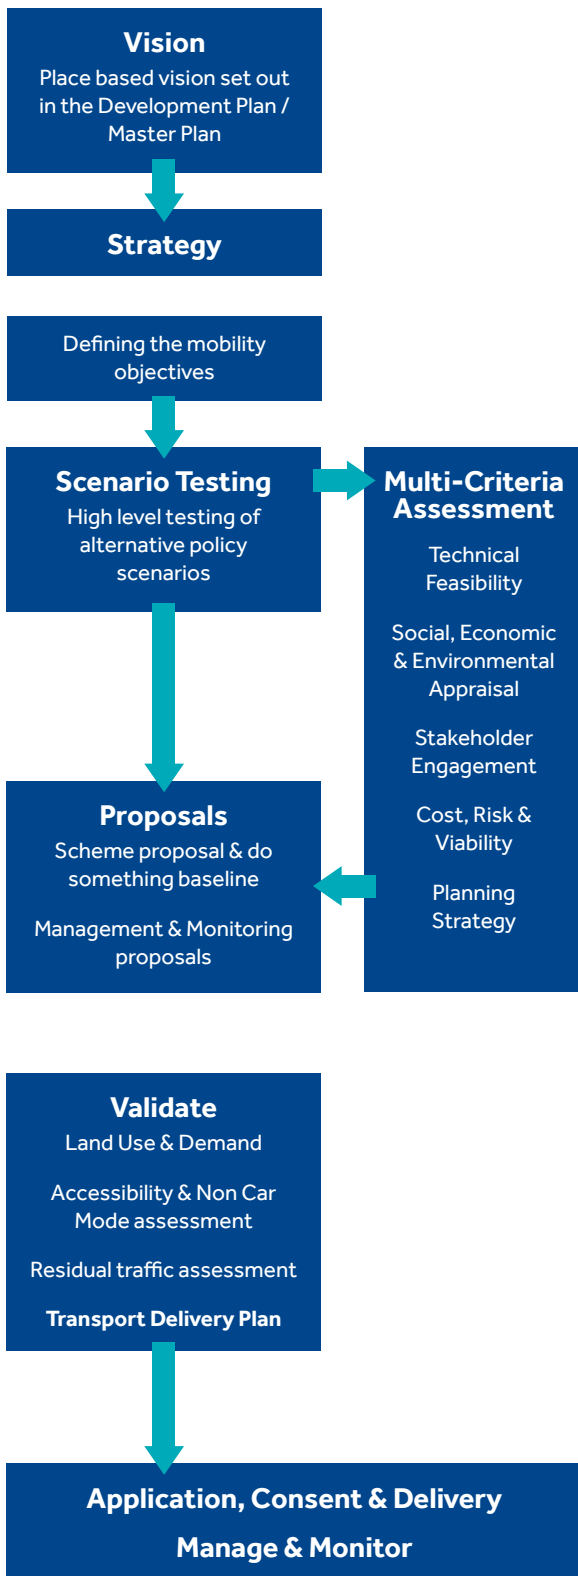 Vision
Place based vision set out
in the Development Plan /
Master Plan
Strategy
Defining the mobility
objectives
Scenario Testing
High level testing of
alternative policy
scenarios
Multi-Criteria
Assessment
Technical
Feasibility
Social, Economic
& Environmental
Appraisal
Stakeholder
Engagement
Cost, Risk &
Viability
Planning
Strategy
Proposals
Scheme proposal & do
something baseline
Management & Monitoring
proposals
Validate
Land Use & Demand
Accessibility & Non Car
Mode assessment
Residual traffic assessment
Transport Delivery Plan
Application, Consent & Delivery
Manage & Monitor